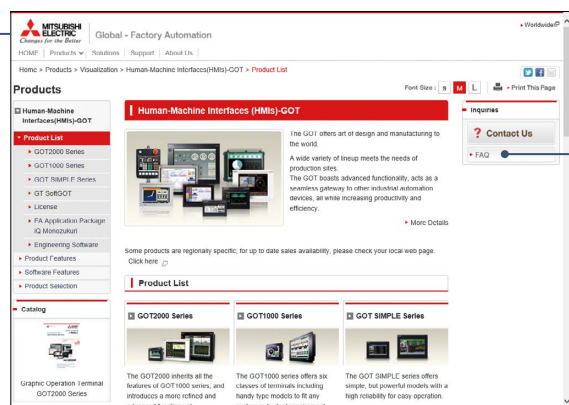 Worldwide
MITSUBISHI
ELECTRIC
Changes for the Better
Global - Factory Automation
HOME Products Solutions Support About Us
Home > Products > Visualization > Human-Machine Interfaces(HMIs)-GOT > Product List
Products
Font Size : S M L Print This Page
Human-Machine
Interfaces(HMIs)-GOT
Product List
GOT2000 Series
GOT1000 Series
GOT SIMPLE Series
GT SoftGOT
License
FA Application Package
iQ Monozukuri
Engineering Software
Product Features
Software Features
Product Selection
Catalog
Graphic Operation Terminal
GOT2000 Series
Human-Machine Interfaces (HMIs)-GOT
The GOT offers art of design and manufacturing to
the world.
A wide variety of lineup meets the needs of
production sites.
The GOT boasts advanced functionality, acts as a
seamless gateway to other industrial automation
devices, all while increasing productivity and
efficiency.
More Details
Some products are regionally specific; for up to date sales availability, please check your local web page.
Click here
Product List
GOT2000 Series
The GOT2000 inherits all the
features of GOT1000 series, and
introduces a more refined and
GOT1000 Series
The GOT1000 series offers six
classes of terminals including
handy type models to fit any
GOT SIMPLE Series
The GOT SIMPLE series offers
simple, but powerful models with a
high reliability for easy operation.
Inquiries
? Contact Us
FAQ